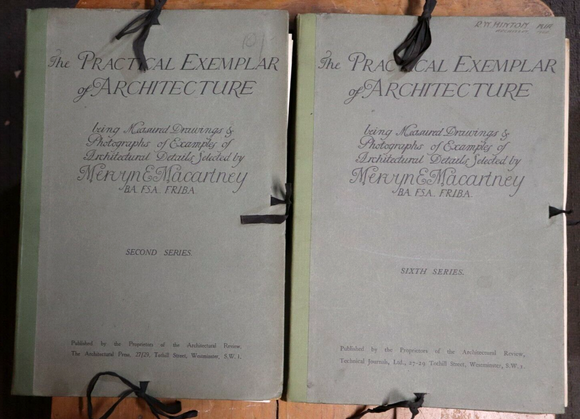 The PRACTICAL EXEMPLAR
of ARCHITECTURE
being Measured Drawings &
Photographs of Examples of
Architectural Details Selected by
Mervyn E Macartney
BA. FSA. FRIBA.
SECOND SERIES.
Published by the Proprietors of the Architectural Review,
The Architectural Press, Tothill Street, Westminster, S.W.1.
D.W. HINTON
The PRACTICAL EXEMPLAR
of ARCHITECTURE
being Measured Drawings &
Photographs of Examples of
Architectural Details Selected by
Mervyn E Macartney
BA. FSA. FRIBA.
SIXTH SERIES.
Published by the Proprietors of the Architectural Review,
Technical Journals, Ltd., 27-29 Tothill Street, Westminster, S.W.1.